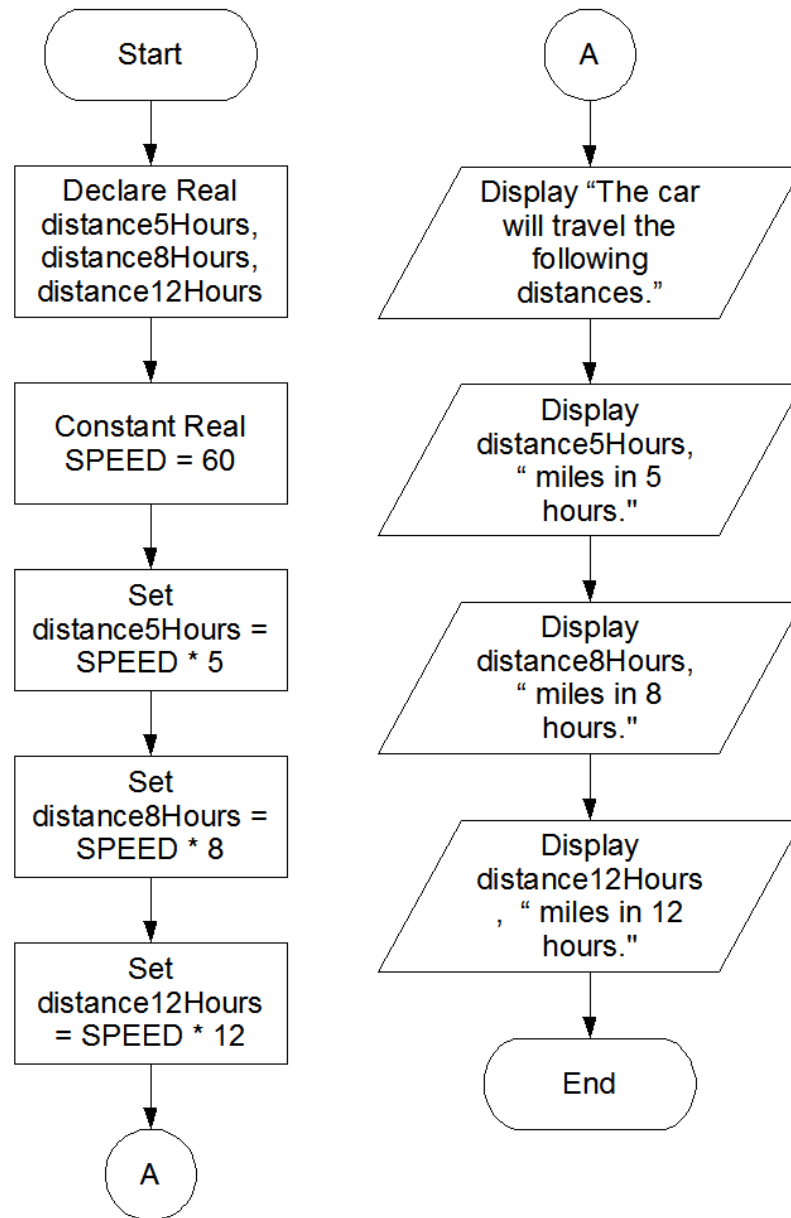 Start
Declare Real
distance5Hours,
distance8Hours,
distance12Hours
Constant Real
SPEED = 60
Set
distance5Hours =
SPEED * 5
Set
distance8Hours =
SPEED * 8
Set
distance12Hours
= SPEED * 12
A
A
Display “The car
will travel the
following
distances.”
Display
distance5Hours,
“ miles in 5
hours."
Display
distance8Hours,
“ miles in 8
hours."
Display
distance12Hours
, “ miles in 12
hours."
End